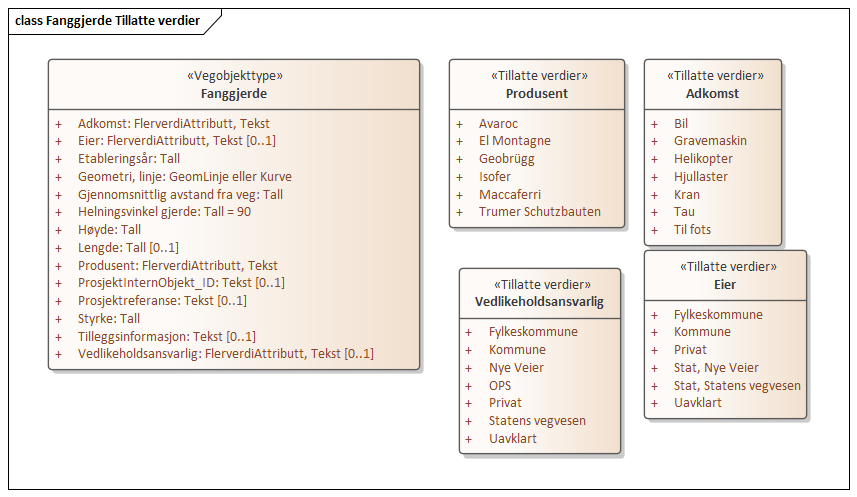 class Fanggjerde Tillatte verdier
«Vegobjekttype»
Fanggjerde
+ Adkomst: FlerverdiAttributt, Tekst
+ Eier: FlerverdiAttributt, Tekst [0..1]
+ Etableringsår: Tall
+ Geometri, linje: GeomLinje eller Kurve
+ Gjennomsnittlig avstand fra veg: Tall
+ Helningsvinkel gjerde: Tall = 90
+ Høyde: Tall
+ Lengde: Tall [0..1]
+ Produsent: FlerverdiAttributt, Tekst
+ ProsjektInternObjekt_ID: Tekst [0..1]
+ Prosjektreferanse: Tekst [0..1]
+ Styrke: Tall
+ Tilleggsinformasjon: Tekst [0..1]
+ Vedlikeholdsansvarlig: FlerverdiAttributt, Tekst [0..1]
«Tillatte verdier»
Produsent
+ Avaroc
+ El Montagne
+ Geobrügg
+ Isofer
+ Maccaferri
+ Trumer Schutzbauten
«Tillatte verdier»
Adkomst
+ Bil
+ Gravemaskin
+ Helikopter
+ Hjullaster
+ Kran
+ Tau
+ Til fots
«Tillatte verdier»
Vedlikeholdsansvarlig
+ Fylkeskommune
+ Kommune
+ Nye Veier
+ OPS
+ Privat
+ Statens vegvesen
+ Uavklart
«Tillatte verdier»
Eier
+ Fylkeskommune
+ Kommune
+ Privat
+ Stat, Nye Veier
+ Stat, Statens vegvesen
+ Uavklart